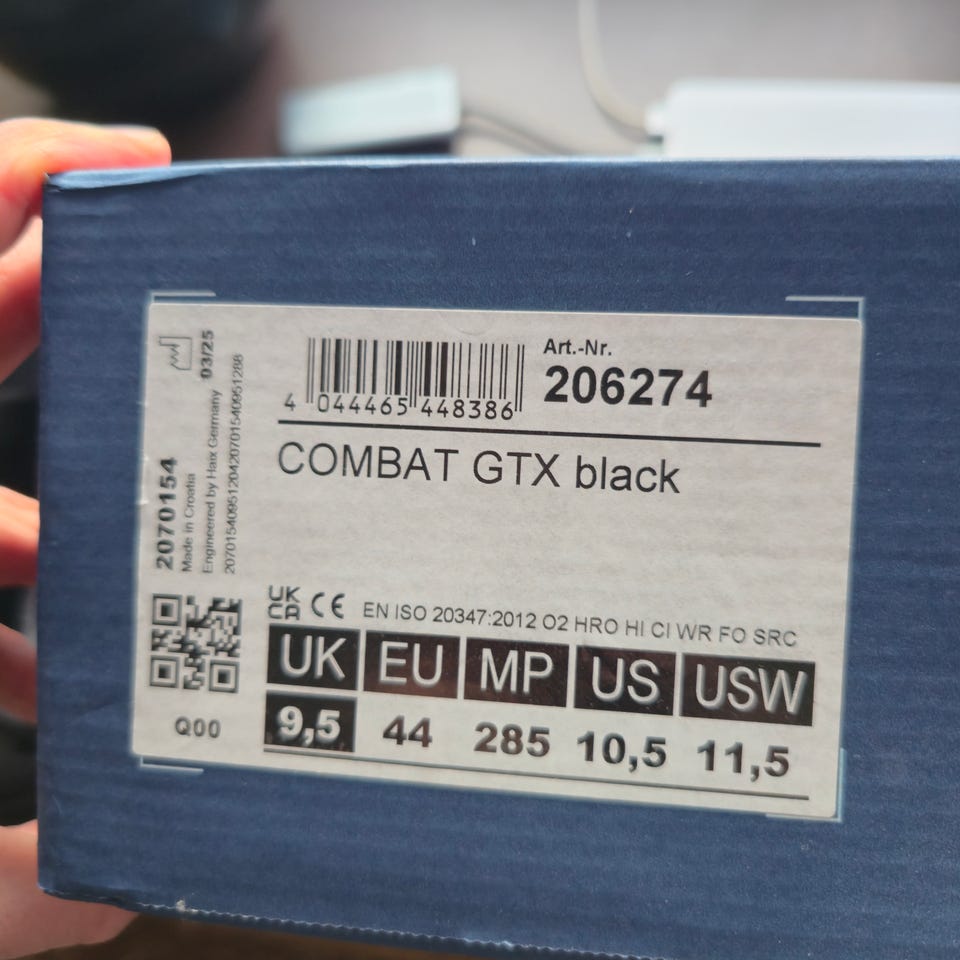 03/25
2070154
Made in Croatia
Engineered by Haix Germany
2070154095120420701540951288
4 044465 448386
Art.-Nr.
206274
COMBAT GTX black
UK
CA CE EN ISO 20347:2012 O2 HRO HI CI WR FO SRC
UK EU MP US USW
9,5 44 285 10,5 11,5
Q00